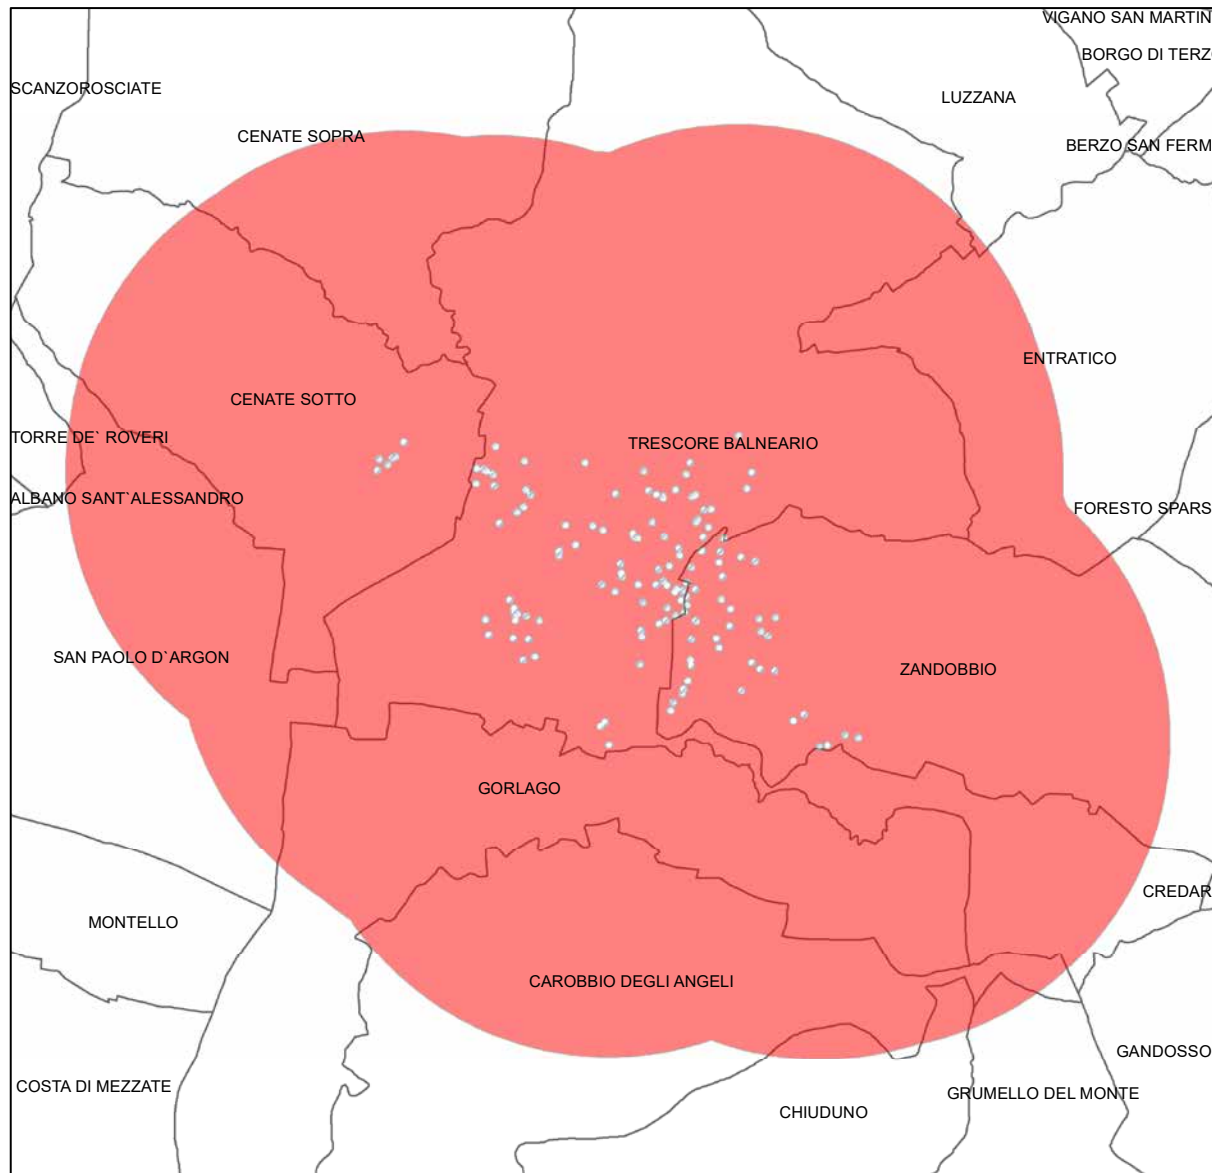 VIGANO SAN MARTIN
BORGO DI TERZ
SCANZOROSCIATE
LUZZANA
CENATE SOPRA
BERZO SAN FERM
ENTRATICO
CENATE SOTTO
TORRE DE` ROVERI
TRESCORE BALNEARIO
ALBANO SANT`ALESSANDRO
FORESTO SPARS
SAN PAOLO D`ARGON
ZANDOBBIO
GORLAGO
CREDAR
MONTELLO
CAROBBIO DEGLI ANGELI
GANDOSSO
COSTA DI MEZZATE
GRUMELLO DEL MONTE
CHIUDUNO